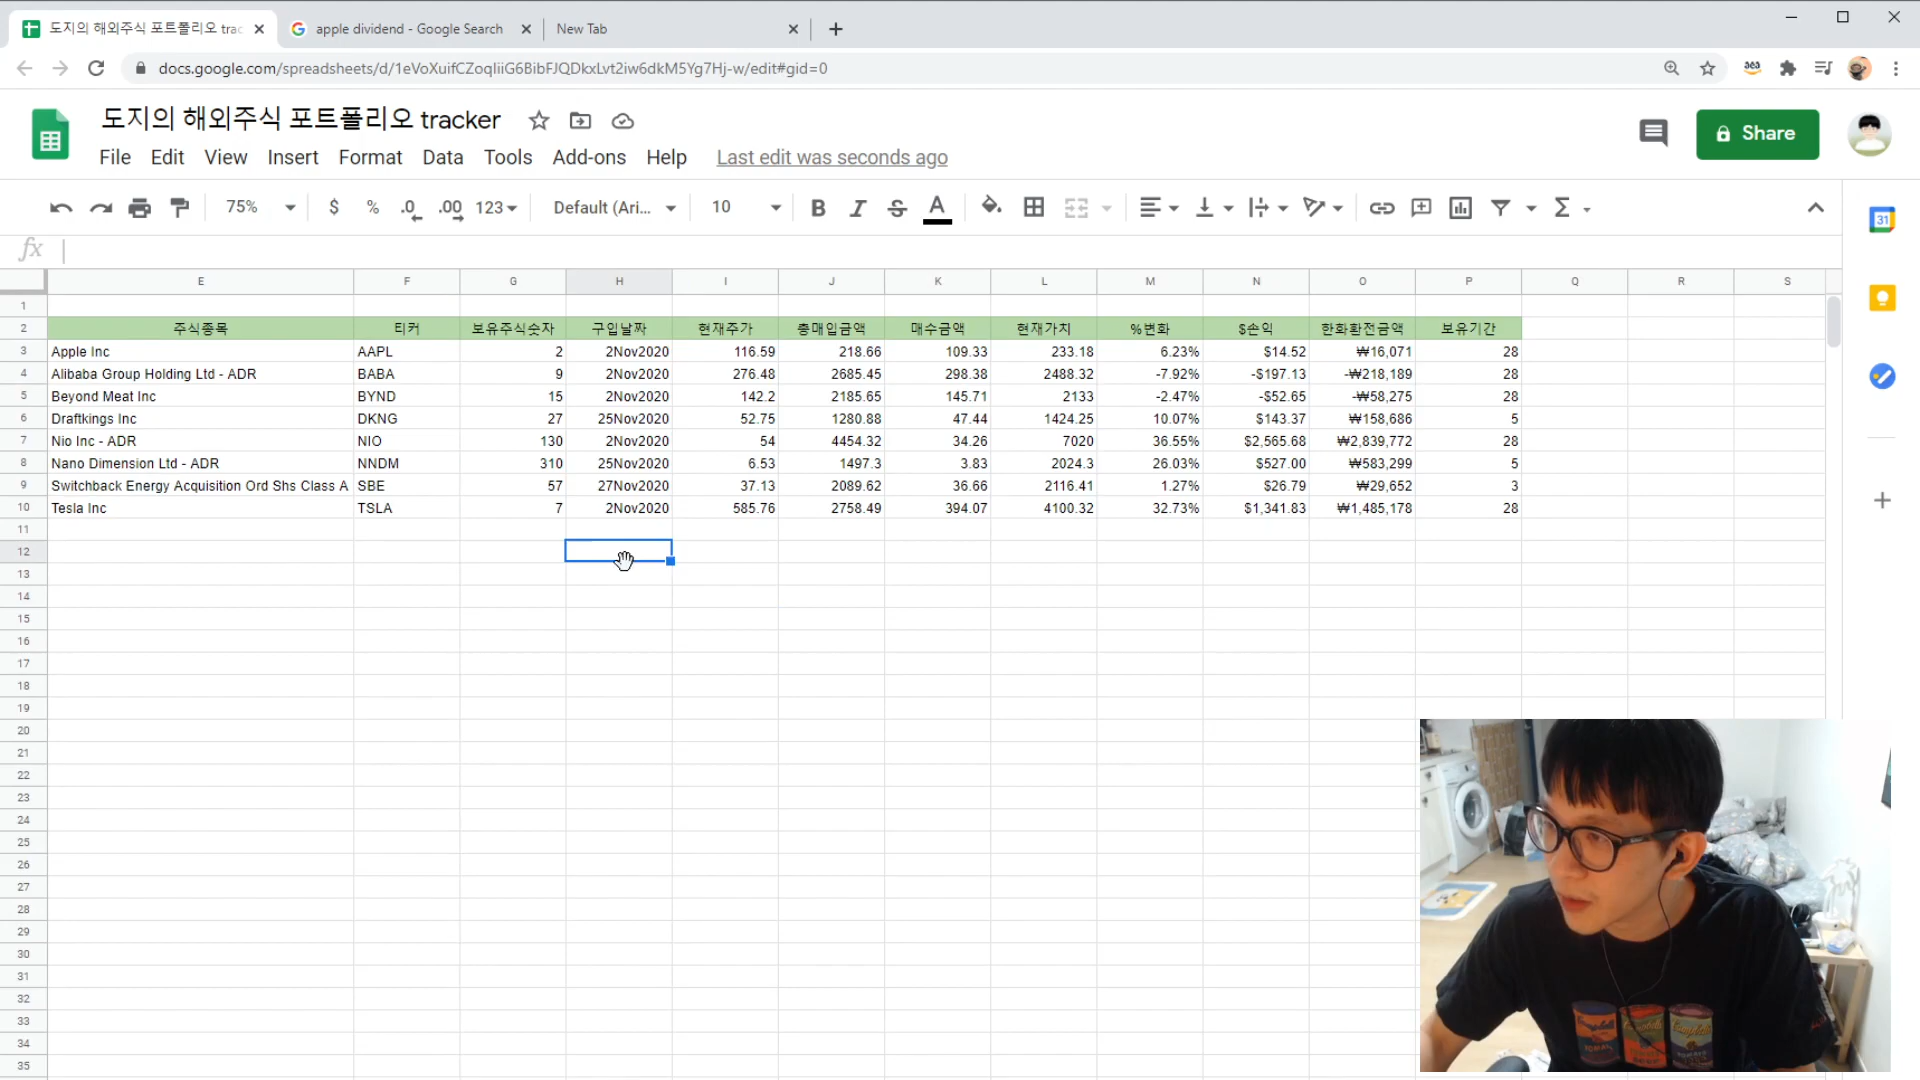 도지의 해외주식 포트폴리오 trac
apple dividend - Google Search
New Tab
docs.google.com/spreadsheets/d/1eVoXuifCZoqIiiG6BibFJQDkxLvt2iw6dkM5Yg7Hj-w/edit#gid=0
도지의 해외주식 포트폴리오 tracker
Share
File Edit View Insert Format Data Tools Add-ons Help Last edit was seconds ago
75% $ % .0 .00 123 Default (Ari... 10 B I S A Σ
31
fx
E F G H I J K L M N O P Q R S
1
2 주식종목 티커 보유주식숫자 구입날짜 현재주가 총매입금액 매수금액 현재가치 %변화 $손익 한화환전금액 보유기간
3 Apple Inc AAPL 2 2Nov2020 116.59 218.66 109.33 233.18 6.23% $14.52 ₩16,071 28
4 Alibaba Group Holding Ltd - ADR BABA 9 2Nov2020 276.48 2685.45 298.38 2488.32 -7.92% -$197.13 -₩218,189 28
5 Beyond Meat Inc BYND 15 2Nov2020 142.2 2185.65 145.71 2133 -2.47% -$52.65 -₩58,275 28
6 Draftkings Inc DKNG 27 25Nov2020 52.75 1280.88 47.44 1424.25 10.07% $143.37 ₩158,686 5
7 Nio Inc - ADR NIO 130 2Nov2020 54 4454.32 34.26 7020 36.55% $2,565.68 ₩2,839,772 28
8 Nano Dimension Ltd - ADR NNDM 310 25Nov2020 6.53 1497.3 3.83 2024.3 26.03% $527.00 ₩583,299 5
9 Switchback Energy Acquisition Ord Shs Class A SBE 57 27Nov2020 37.13 2089.62 36.66 2116.41 1.27% $26.79 ₩29,652 3
10 Tesla Inc TSLA 7 2Nov2020 585.76 2758.49 394.07 4100.32 32.73% $1,341.83 ₩1,485,178 28
11
12
13
14
15
16
17
18
19
20
21
22
23
24
25
26
27
28
29
30
31
32
33
34
35